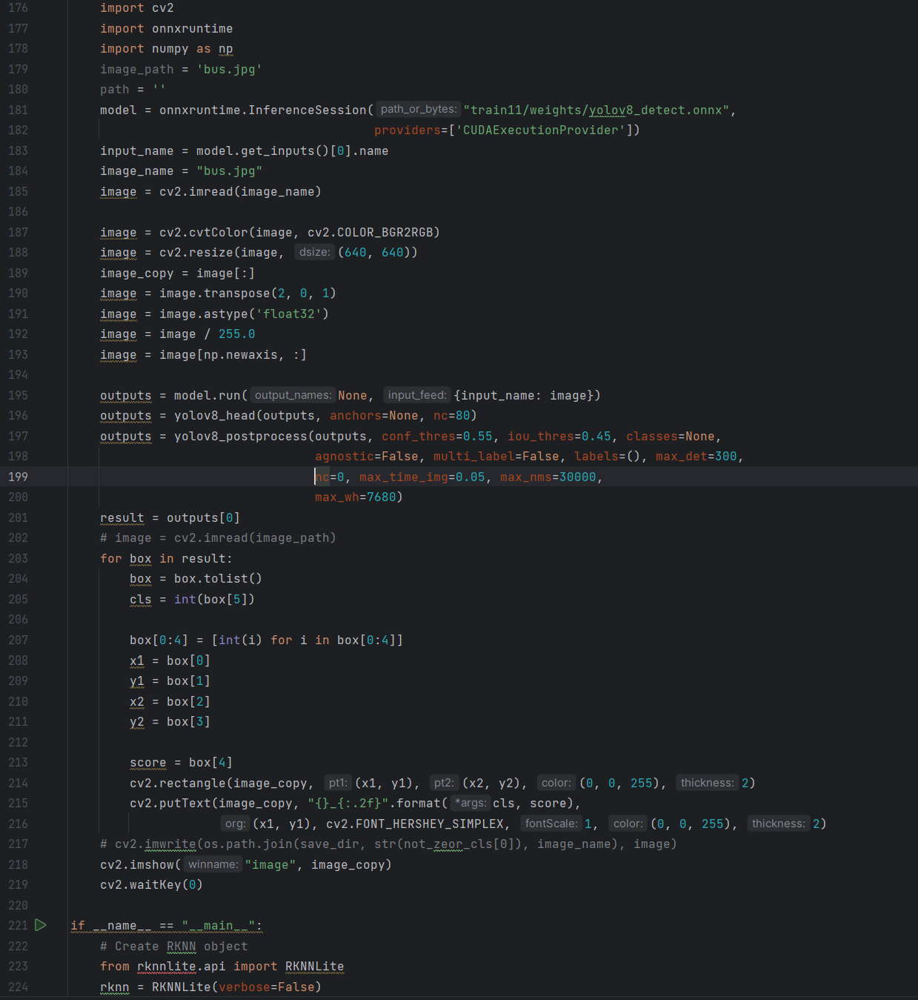 176 import cv2
177 import onnxruntime
178 import numpy as np
179 image_path = 'bus.jpg'
180 path = ''
181 model = onnxruntime.InferenceSession( path_or_bytes: "train11/weights/yolov8_detect.onnx",
182 providers=['CUDAExecutionProvider'])
183 input_name = model.get_inputs()[0].name
184 image_name = "bus.jpg"
185 image = cv2.imread(image_name)
186
187 image = cv2.cvtColor(image, cv2.COLOR_BGR2RGB)
188 image = cv2.resize(image, dsize: (640, 640))
189 image_copy = image[:]
190 image = image.transpose(2, 0, 1)
191 image = image.astype('float32')
192 image = image / 255.0
193 image = image[np.newaxis, :]
194
195 outputs = model.run( output_names: None, input_feed: {input_name: image})
196 outputs = yolov8_head(outputs, anchors=None, nc=80)
197 outputs = yolov8_postprocess(outputs, conf_thres=0.55, iou_thres=0.45, classes=None,
198 agnostic=False, multi_label=False, labels=(), max_det=300,
199 nc=0, max_time_img=0.05, max_nms=30000,
200 max_wh=7680)
201 result = outputs[0]
202 # image = cv2.imread(image_path)
203 for box in result:
204 box = box.tolist()
205 cls = int(box[5])
206
207 box[0:4] = [int(i) for i in box[0:4]]
208 x1 = box[0]
209 y1 = box[1]
210 x2 = box[2]
211 y2 = box[3]
212
213 score = box[4]
214 cv2.rectangle(image_copy, pt1: (x1, y1), pt2: (x2, y2), color: (0, 0, 255), thickness: 2)
215 cv2.putText(image_copy, "{}_{:.2f}".format( *args: cls, score),
216 org: (x1, y1), cv2.FONT_HERSHEY_SIMPLEX, fontScale: 1, color: (0, 0, 255), thickness: 2)
217 # cv2.imwrite(os.path.join(save_dir, str(not_zeor_cls[0]), image_name), image)
218 cv2.imshow( winname: "image", image_copy)
219 cv2.waitKey(0)
220
221 if __name__ == "__main__":
222 # Create RKNN object
223 from rknnlite.api import RKNNLite
224 rknn = RKNNLite(verbose=False)